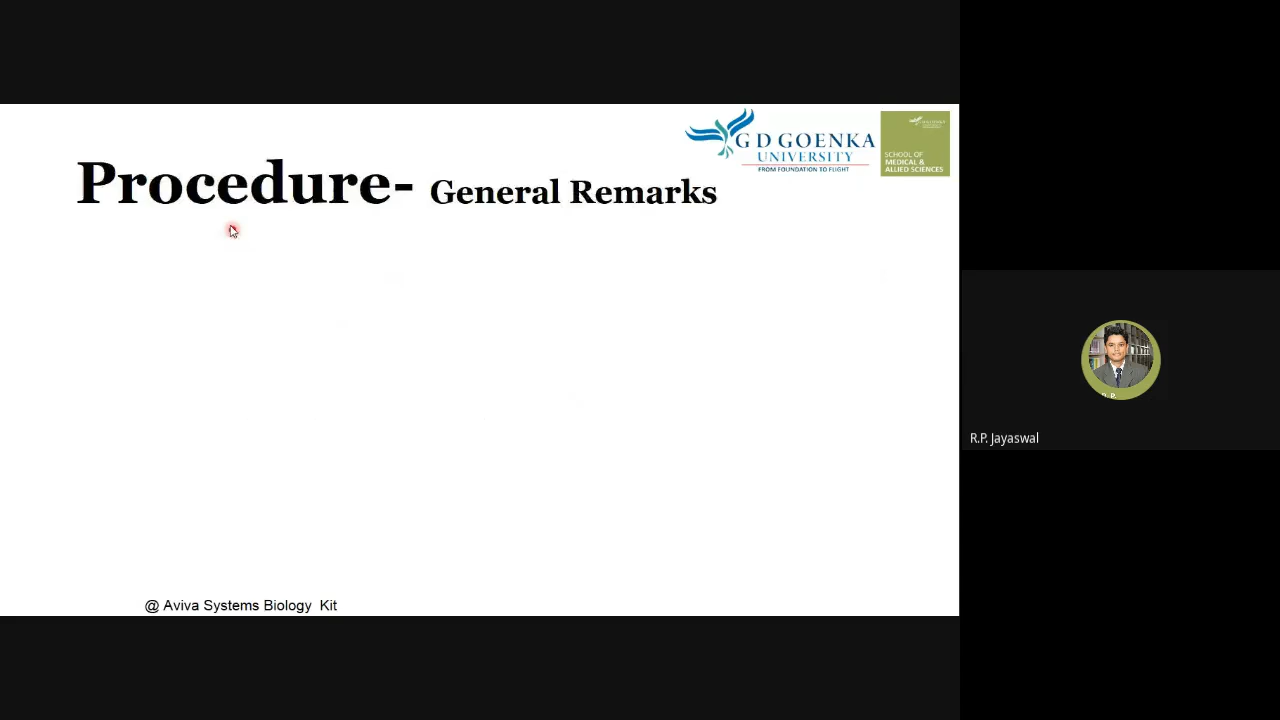 G D GOENKA
UNIVERSITY
FROM FOUNDATION TO FLIGHT
SCHOOL OF
MEDICAL &
ALLIED SCIENCES
Procedure- General Remarks
R.P. Jayaswal
@ Aviva Systems Biology Kit